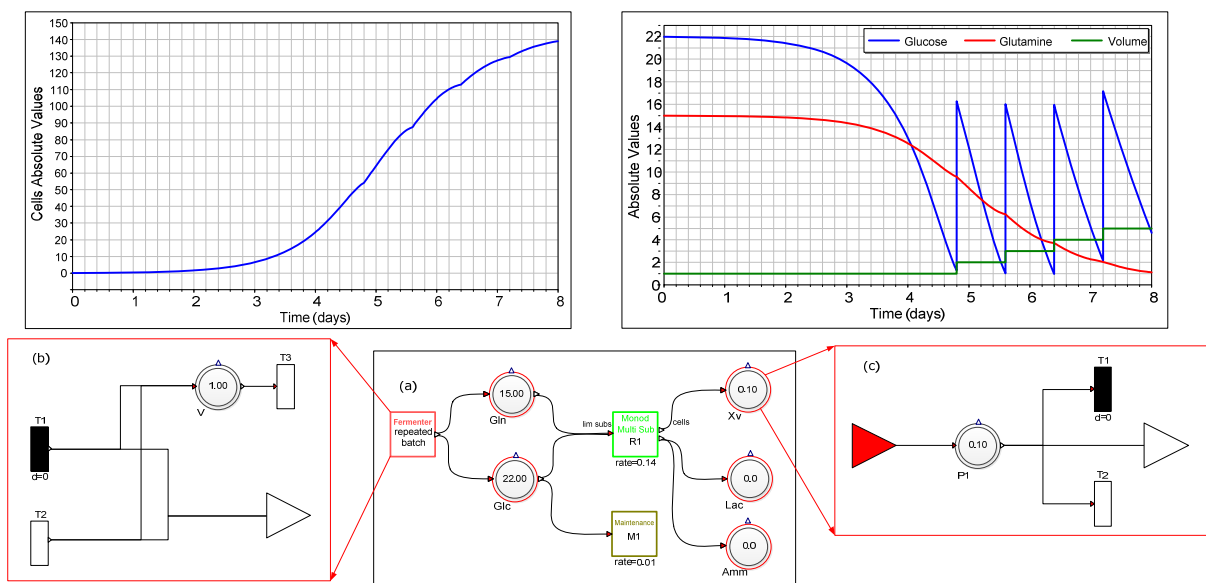 Cells Absolute Values
150
140
130
120
110
100
90
80
70
60
50
40
30
20
10
0
0 1 2 3 4 5 6 7 8
Time (days)
Glucose Glutamine Volume
Absolute Values
22
20
18
16
15
13
11
9
8
6
4
2
1
0 1 2 3 4 5 6 7 8
Time (days)
(b)
T1
d=0
T2
1.00
V
T3
(a)
Fermenter
repeated
batch
15.00
Gln
22.00
Glc
lim subs
Monod
Multi Sub
R1
rate=0.14
cells
Maintenance
M1
rate=0.01
0.10
Xv
0.0
Lac
0.0
Amm
(c)
0.10
P1
T1
d=0
T2